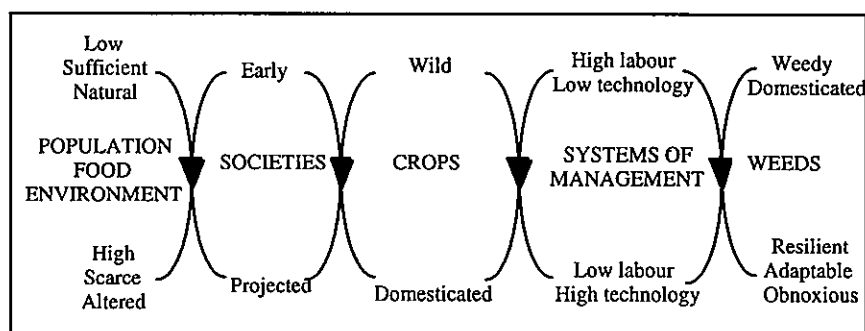 Low
Sufficient
Natural
Early
Wild
High labour
Low technology
Weedy
Domesticated
POPULATION
FOOD
ENVIRONMENT
SOCIETIES
CROPS
SYSTEMS OF
MANAGEMENT
WEEDS
High
Scarce
Altered
Projected
Domesticated
Low labour
High technology
Resilient
Adaptable
Obnoxious